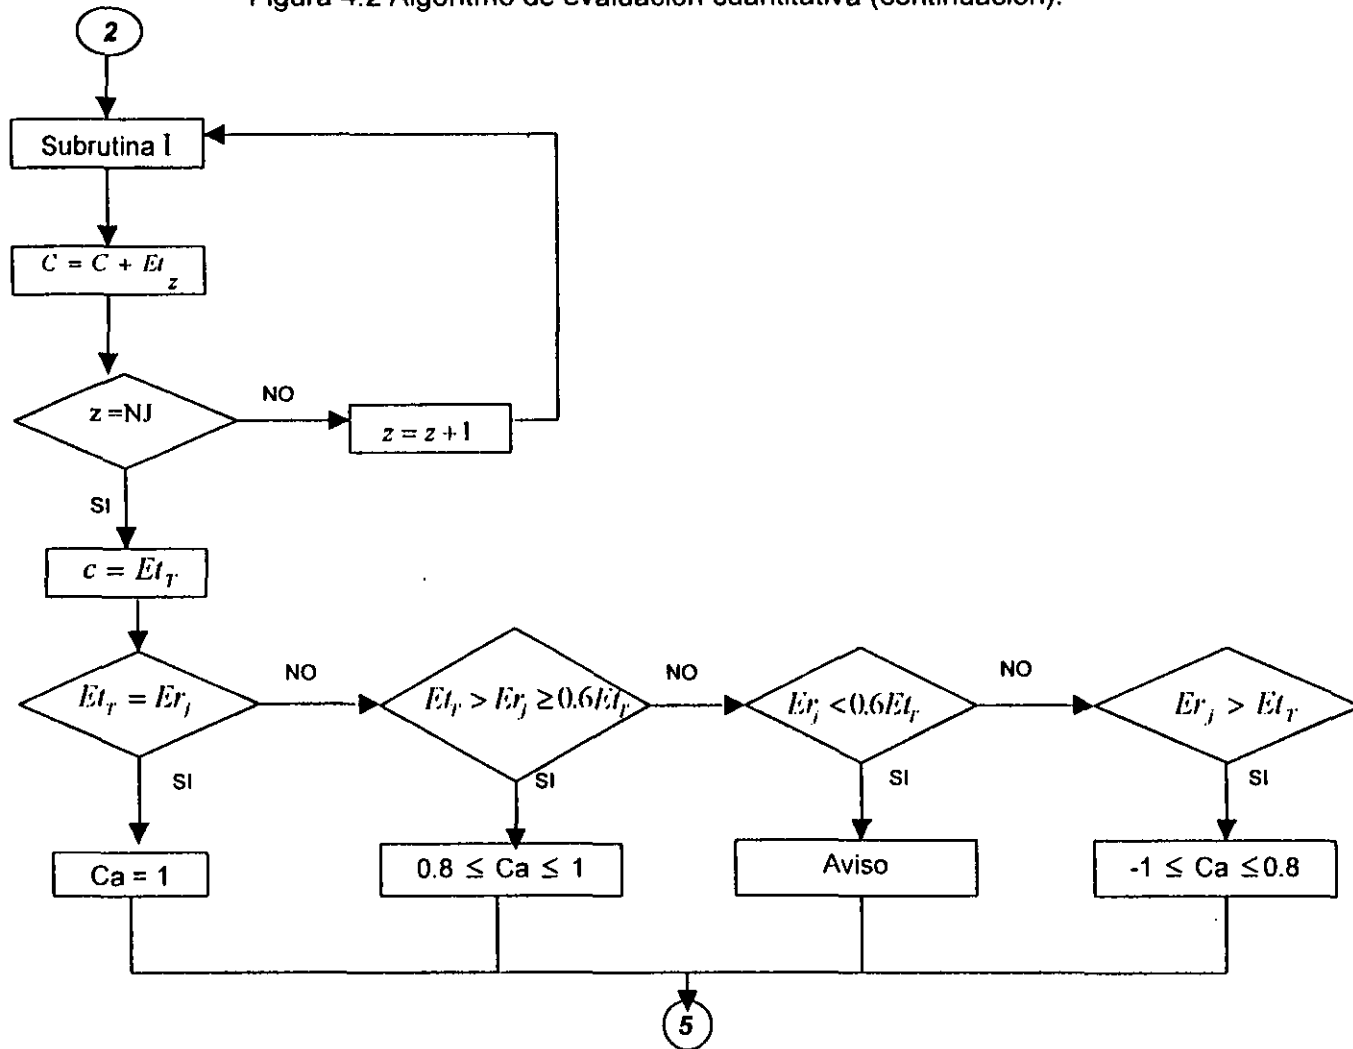 Figura 4.2 Algoritmo de evaluación cuantitativa (continuación).
2
Subrutina I
C = C + Et_z
z =NJ
NO
z = z +1
SI
c = Et_T
Et_T = Er_j
NO
Et_T > Er_j ≥ 0.6Et_T
NO
Er_j <0.6Et_T
NO
Er_j > Et_T
SI
SI
SI
SI
Ca = 1
0.8 ≤ Ca ≤ 1
Aviso
-1 ≤ Ca ≤0.8
5